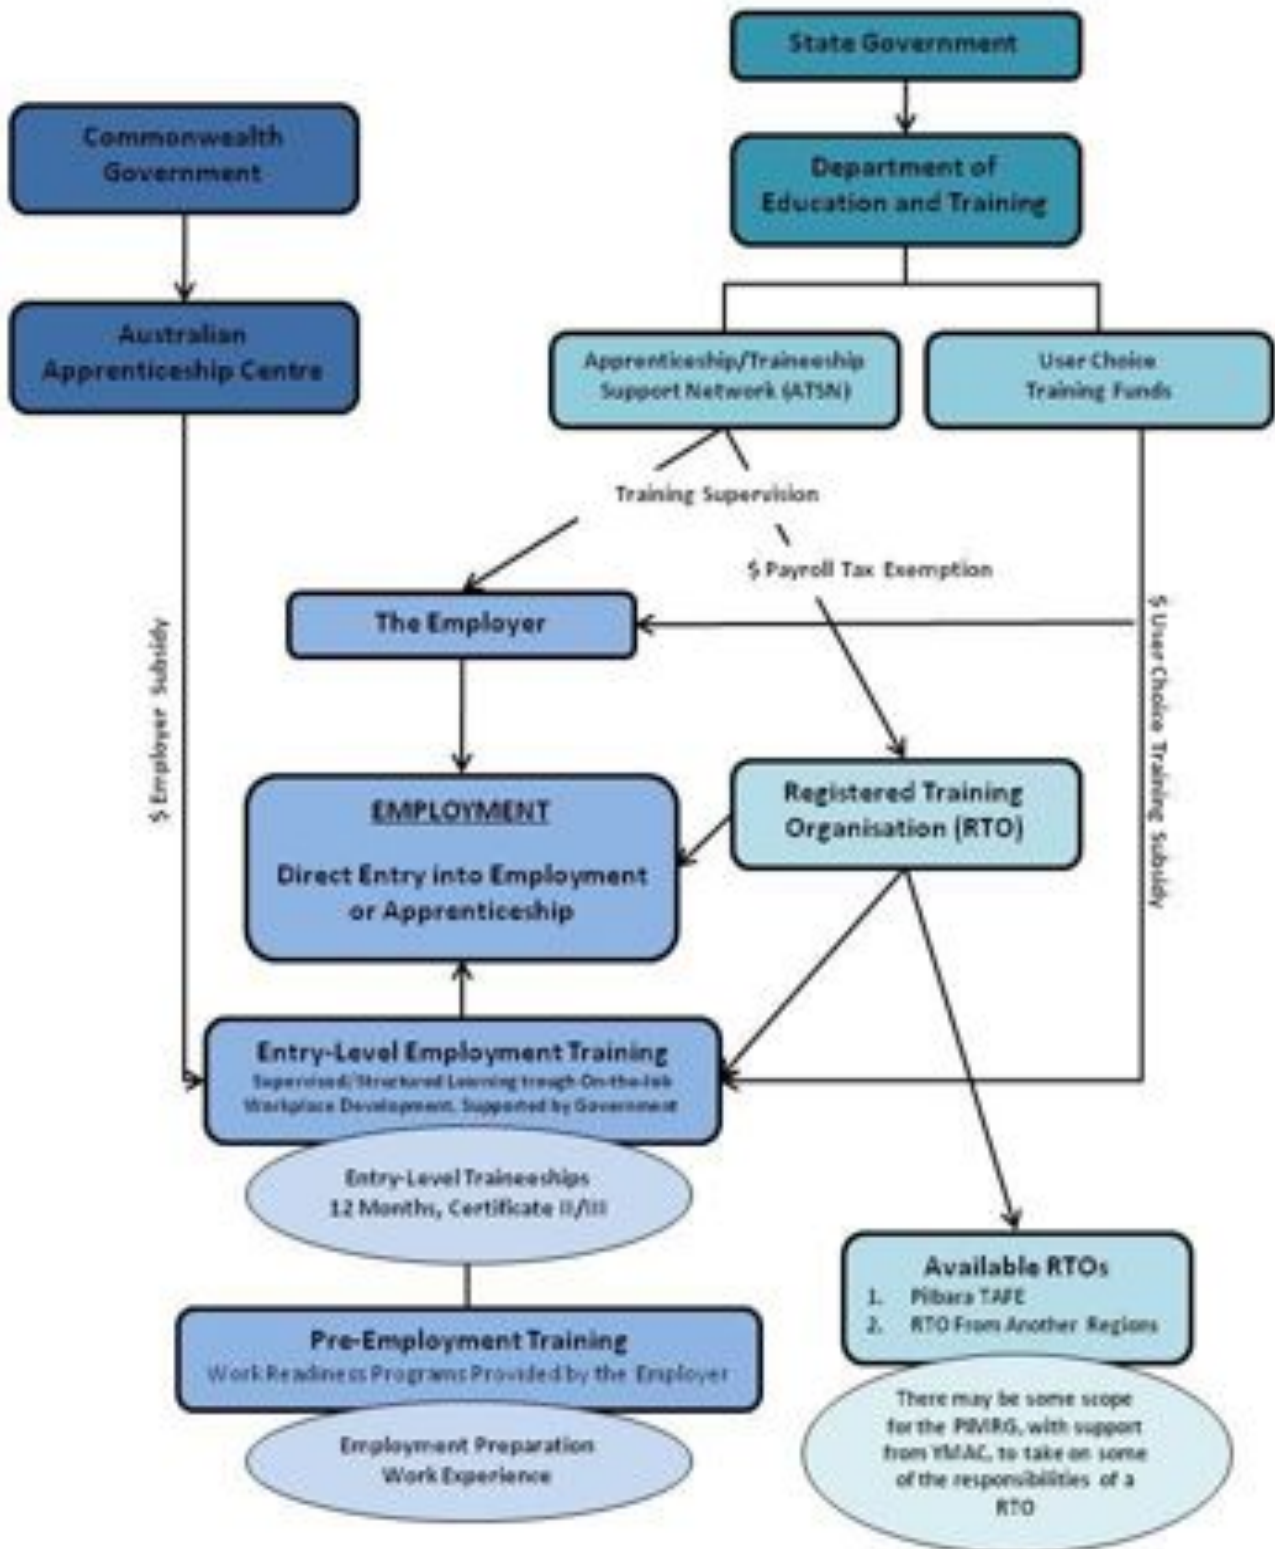 State Government
Commonwealth
Government
Department of
Education and Training
Australian
Apprenticeship Centre
Apprenticeship/Traineeship
Support Network (ATSN)
User Choice
Training Funds
Training Supervision
$ Payroll Tax Exemption
The Employer
$ Employer Subsidy
$ User Choice Training Subsidy
Registered Training
Organisation (RTO)
EMPLOYMENT
Direct Entry into Employment
or Apprenticeship
Entry-Level Employment Training
Supervised/Structured Learning trough On-the-Job
Workplace Development. Supported by Government
Entry-Level Traineeships
12 Months, Certificate II/III
Available RTOs
1. Pilbara TAFE
2. RTO From Another Regions
Pre-Employment Training
Work Readiness Programs Provided by the Employer
There may be some scope
for the PIMRG, with support
from YMAC, to take on some
of the responsibilities of a
RTO
Employment Preparation
Work Experience